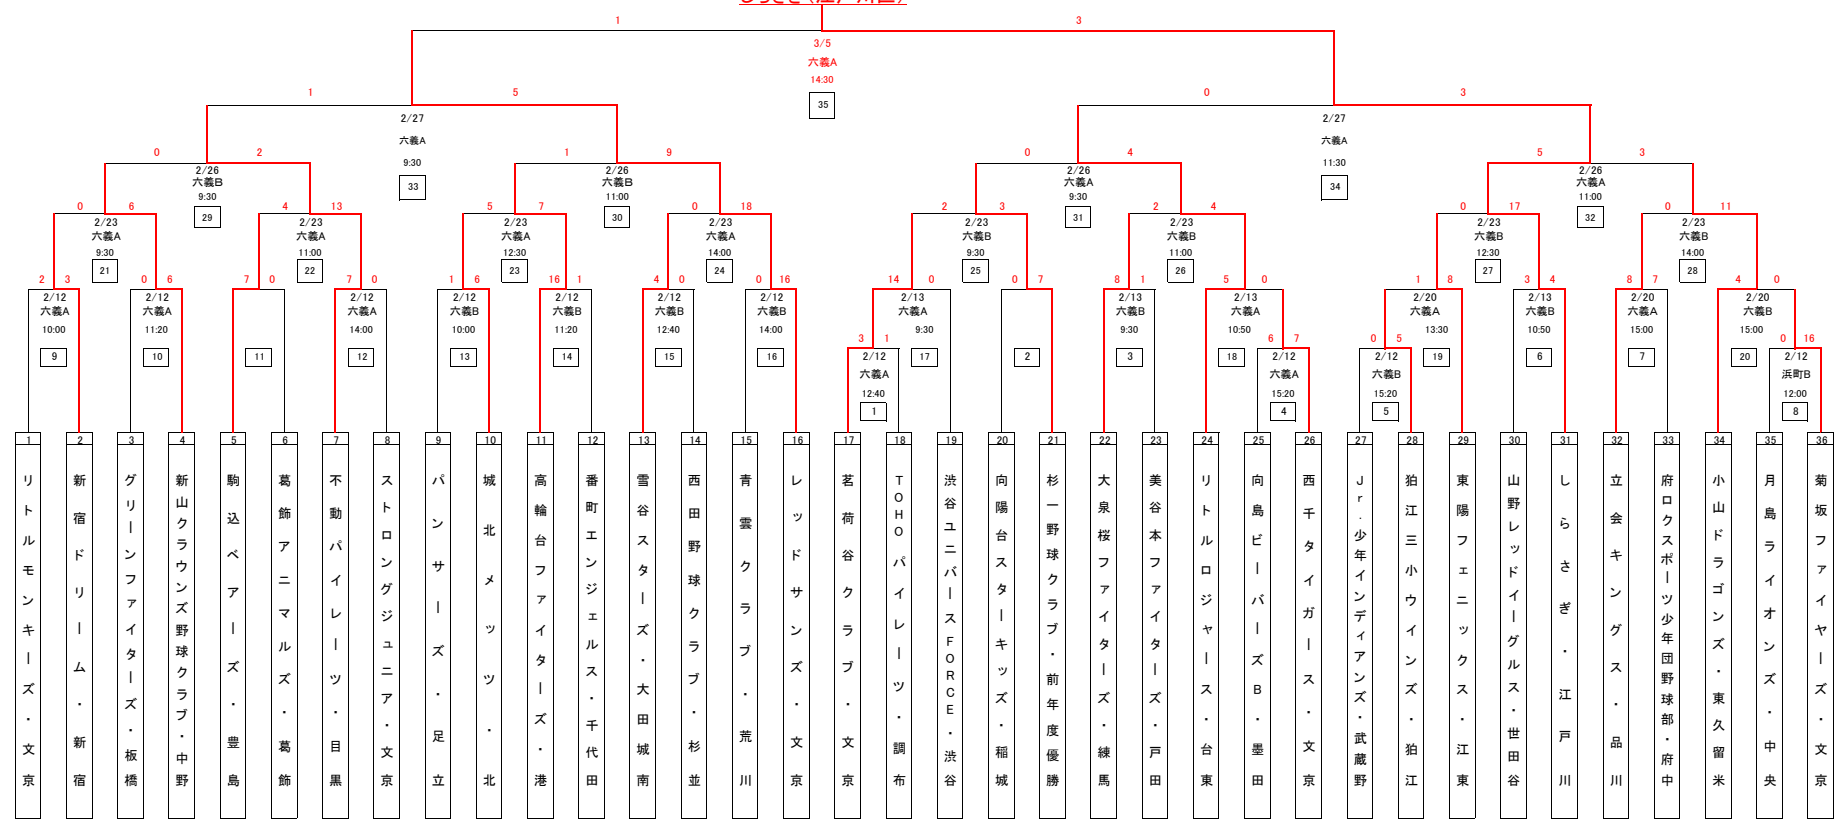 1 3
3/5
六義A
14:30
35
1 5 0 3
2/27 2/27
六義A 六義A
9:30 11:30
33 34
0 2 1 9 0 4 5 3
2/26 2/26 2/26 2/26
六義B 六義B 六義A 六義A
9:30 11:00 9:30 11:00
29 30 31 32
0 6 4 13 5 7 0 18 2 3 2 4 0 17 0 11
2/23 2/23 2/23 2/23 2/23 2/23 2/23 2/23
六義A 六義A 六義A 六義A 六義B 六義B 六義B 六義B
9:30 11:00 12:30 14:00 9:30 11:00 12:30 14:00
21 22 23 24 25 26 27 28
2 3 0 6 7 0 7 0 1 6 16 1 4 0 0 16 14 0 0 7 8 1 5 0 1 8 3 4 8 7 4 0
2/12 2/12 2/12 2/12 2/12 2/12 2/12 2/13 2/13 2/13 2/20 2/13 2/20 2/20
六義A 六義A 六義A 六義B 六義B 六義B 六義B 六義A 六義B 六義A 六義A 六義B 六義A 六義B
10:00 11:20 14:00 10:00 11:20 12:40 14:00 9:30 9:30 10:50 13:30 10:50 15:00 15:00
9 10 11 12 13 14 15 16 17 2 3 18 19 6 7 20
3 1 6 7 0 5 0 16
2/12 2/12 2/12 2/12
六義A 六義A 六義B 浜町B
12:40 15:20 15:20 12:00
1 4 5 8
1 リトルモンキーズ・文京
2 新宿ドリーム・新宿
3 グリーンファイターズ・板橋
4 新山クラウンズ野球クラブ・中野
5 駒込ベアーズ・豊島
6 葛飾アニマルズ・葛飾
7 不動パイレーツ・目黒
8 ストロングジュニア・文京
9 パンサーズ・足立
10 城北メッツ・北
11 高輪台ファイターズ・港
12 番町エンジェルス・千代田
13 雪谷スターズ・大田城南
14 西田野球クラブ・杉並
15 青雲クラブ・荒川
16 レッドサンズ・文京
17 茗荷谷クラブ・文京
18 TOHOパイレーツ・調布
19 渋谷ユニバースFORCE・渋谷
20 向陽台スターキッズ・稲城
21 杉一野球クラブ・前年度優勝
22 大泉桜ファイターズ・練馬
23 美谷本ファイターズ・戸田
24 リトルロジャース・台東
25 向島ビーバーズB・墨田
26 西千タイガース・文京
27 Jr.少年インディアンズ・武蔵野
28 狛江三小ウインズ・狛江
29 東陽フェニックス・江東
30 山野レッドイーグルス・世田谷
31 しらさぎ・江戸川
32 立会キングス・品川
33 府ロクスポーツ少年団野球部・府中
34 小山ドラゴンズ・東久留米
35 月島ライオンズ・中央
36 菊坂ファイヤーズ・文京